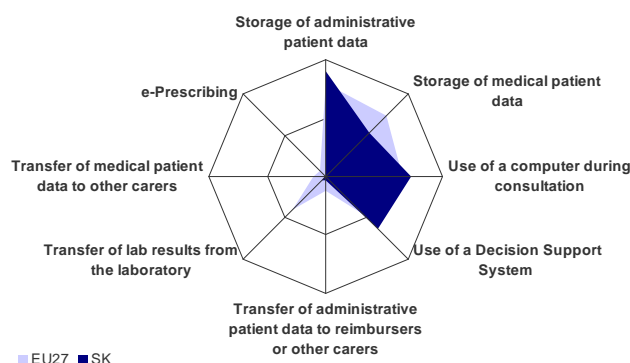 Storage of administrative
patient data
Storage of medical patient
data
e-Prescribing
Transfer of medical patient
data to other carers
Use of a computer during
consultation
Transfer of lab results from
the laboratory
Use of a Decision Support
System
Transfer of administrative
patient data to reimbursers
or other carers
EU27 SK